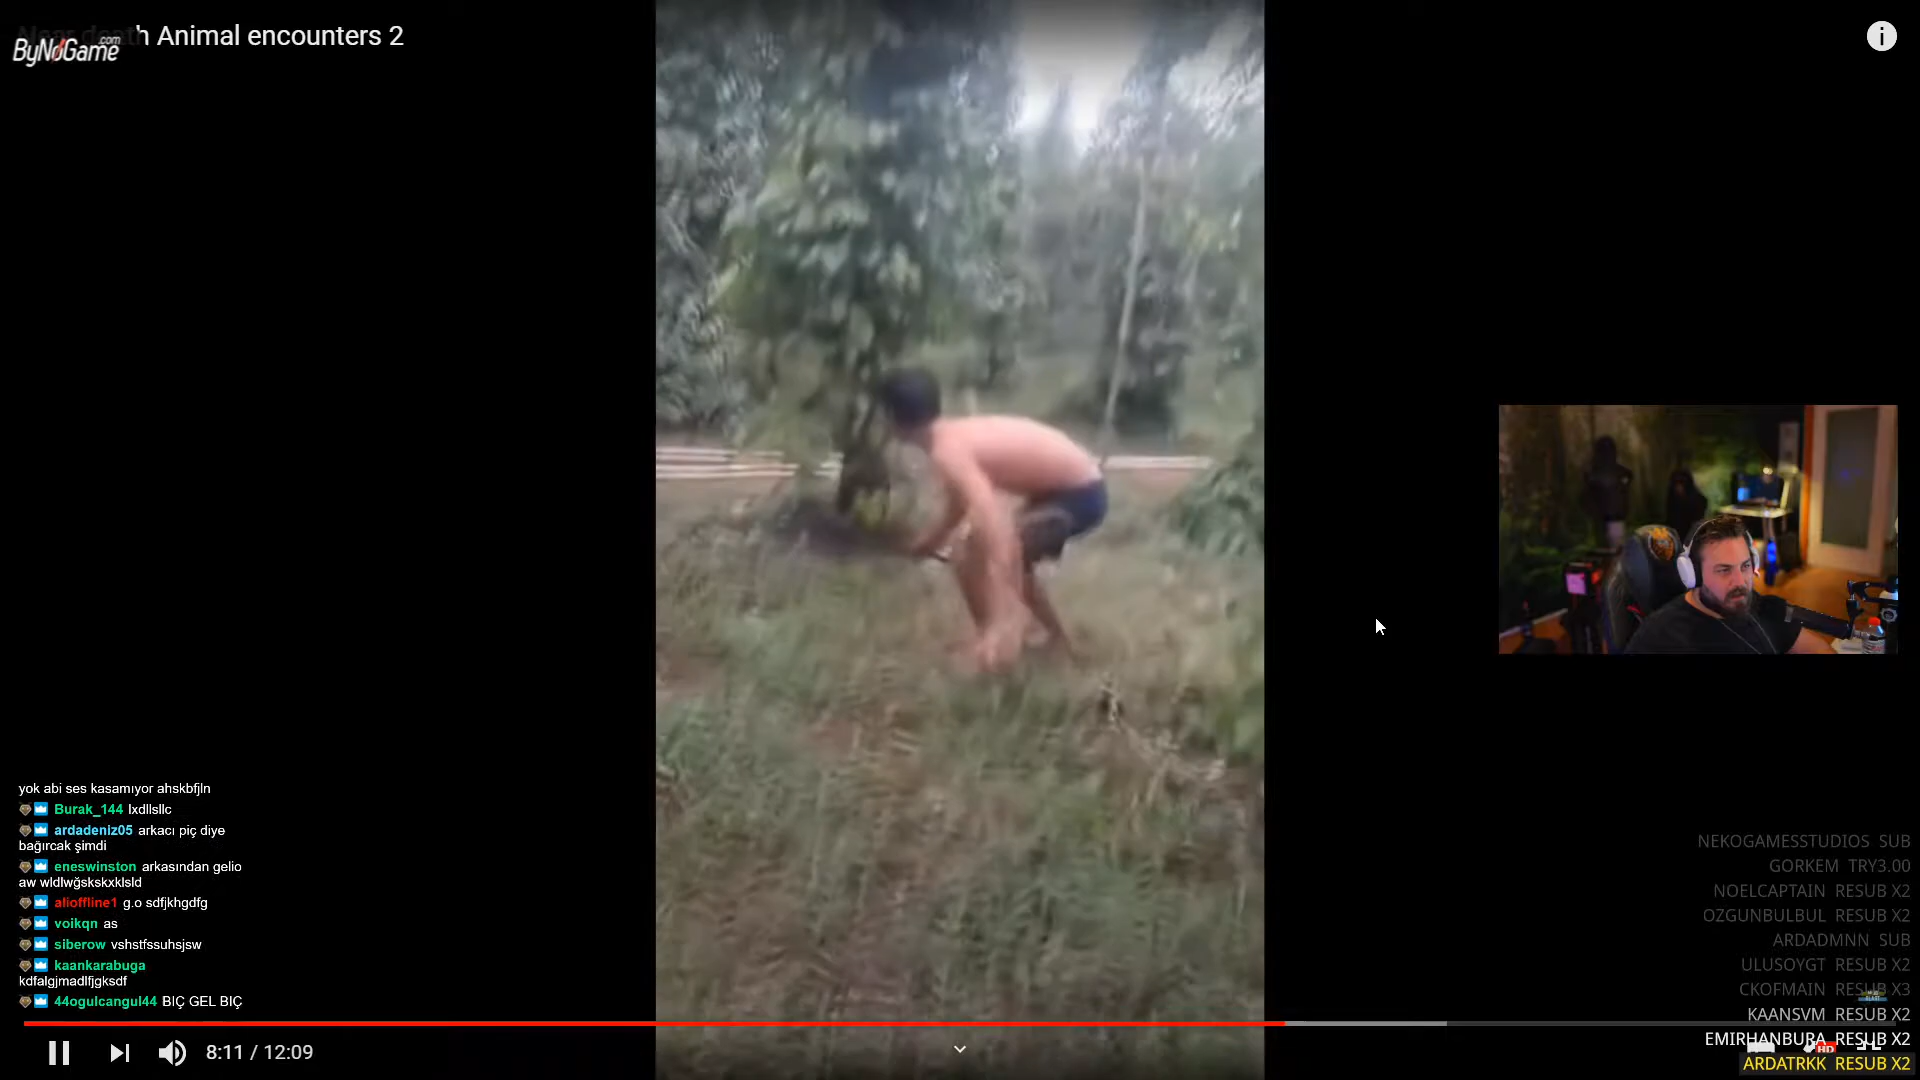 h Animal encounters 2
ByNoGame
.com
yok abi ses kasamıyor ahskbfjln
Burak_144 lxdllsllc
ardadeniz05 arkacı piç diye
bağırcak şimdi
eneswinston arkasından gelio
aw wldlwğskskxklsld
alioffline1 g.o sdfjkhgdfg
voikqn as
siberow vshstfssuhsjsw
kaankarabuga
kdfalgjmadlfjgksdf
44ogulcangul44 BIÇ GEL BIÇ
8:11 / 12:09
NEKOGAMESSTUDIOS SUB
GORKEM TRY3.00
NOELCAPTAIN RESUB X2
OZGUNBULBUL RESUB X2
ARDADMNN SUB
ULUSOYGT RESUB X2
CKOFMAIN RESUB X3
KAANSVM RESUB X2
EMIRHANBURA RESUB X2
HD
ARDATRKK RESUB X2